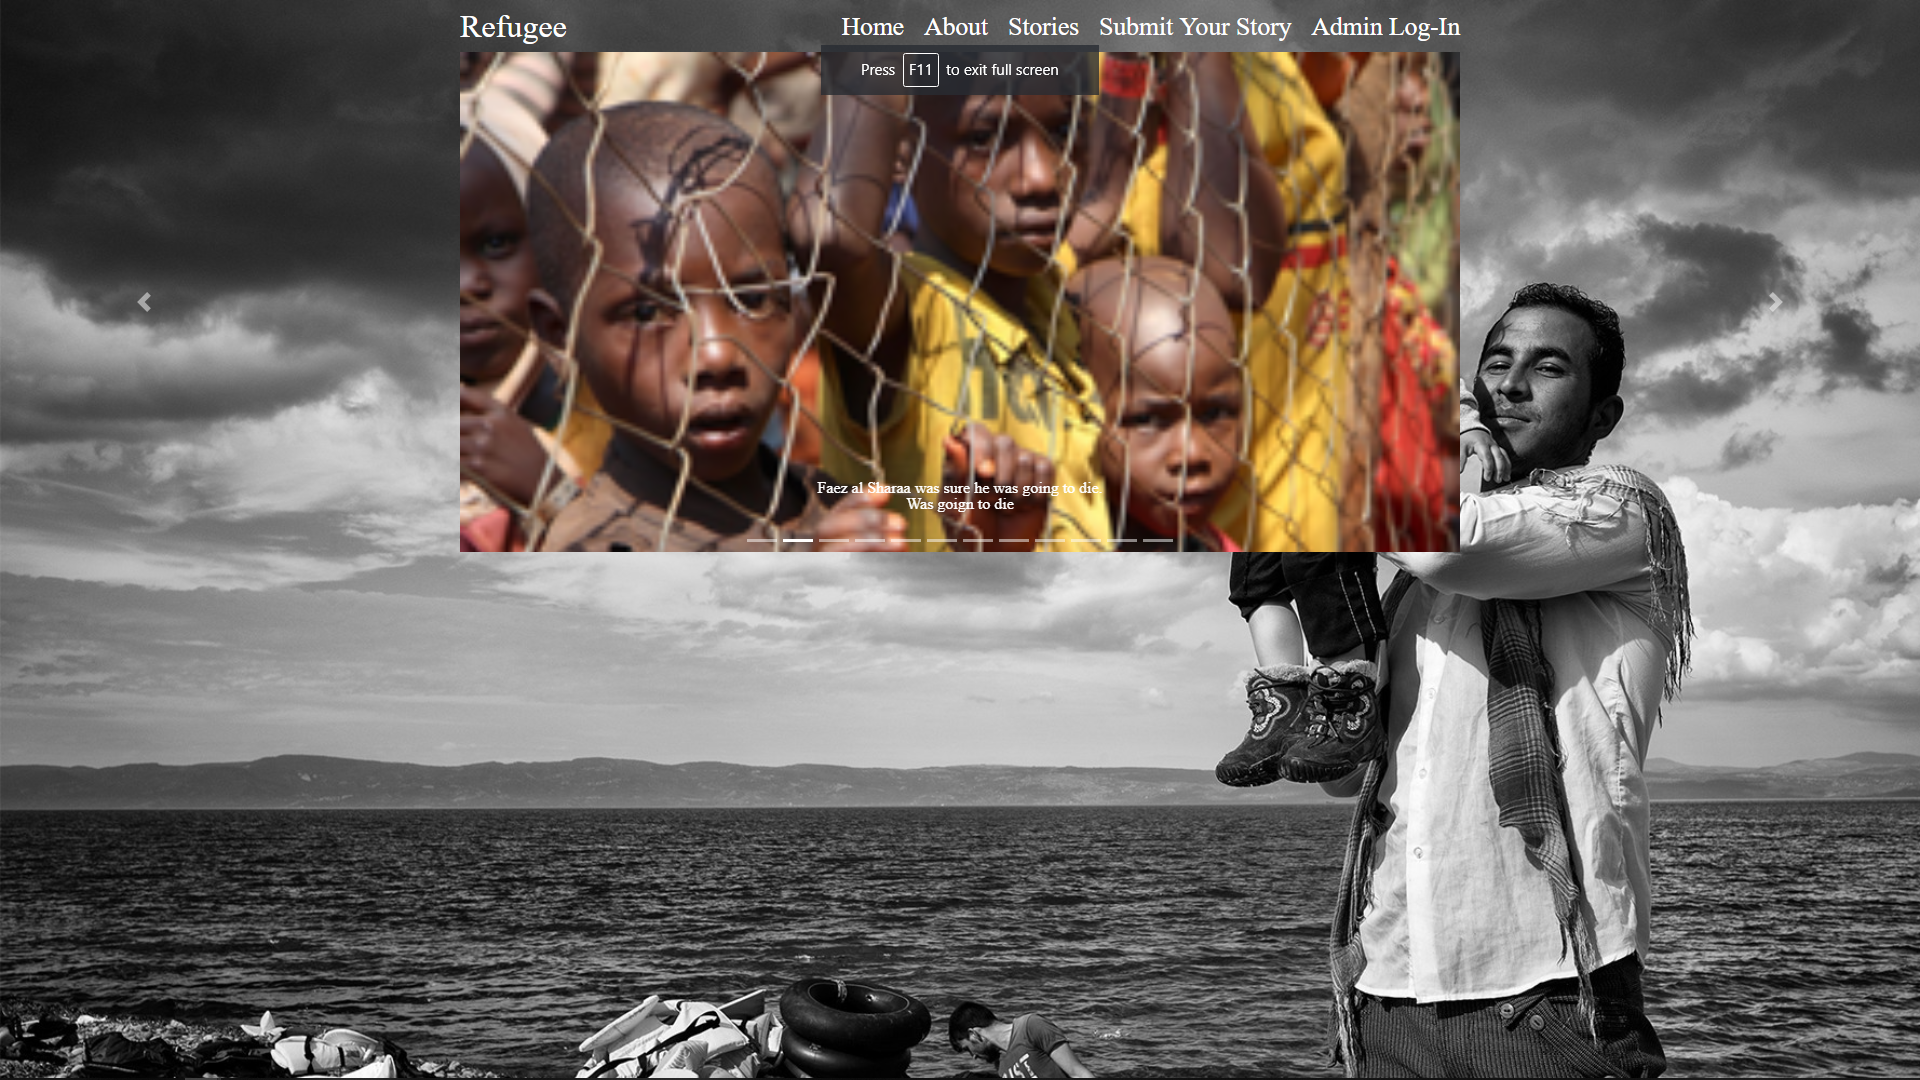 Refugee
Home About Stories Submit Your Story Admin Log-In
Press F11 to exit full screen
Faez al Sharaa was sure he was going to die.
Was goign to die